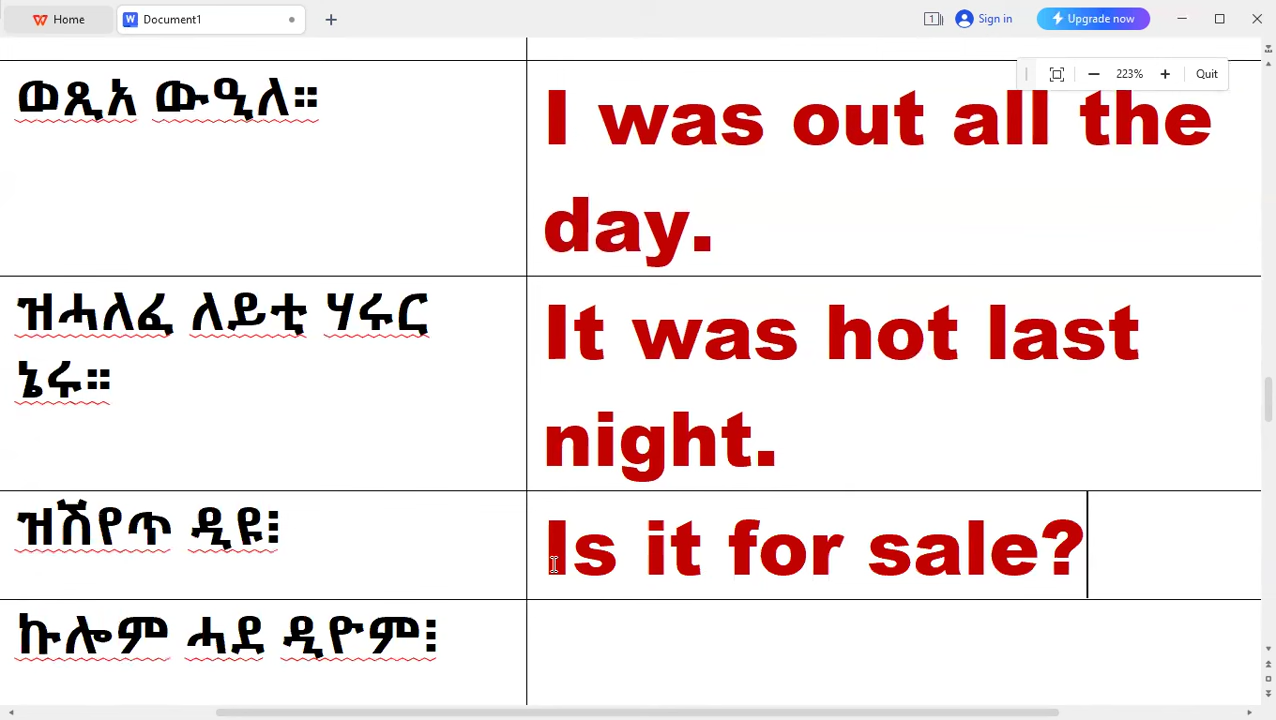 Home
Document1
1
Sign in
Upgrade now
223%
Quit
ወጺአ ውዒለ።
I was out all the
day.
ዝሓለፈ ለይቲ ሃሩር
ኔሩ።
It was hot last
night.
ዝሽየጥ ዲዩ፧
Is it for sale?
ኩሎም ሓደ ዲዮም፧